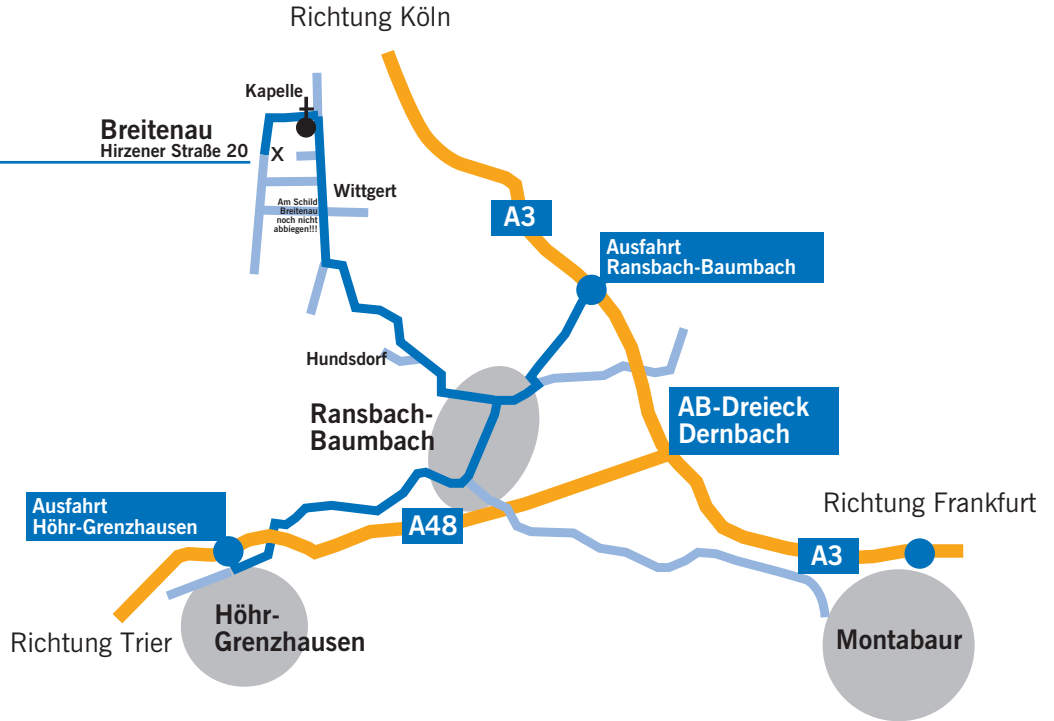 Richtung Köln
Kapelle
Breitenau
Hirzener Straße 20
X
Wittgert
Am Schild
Breitenau
noch nicht
abbiegen!!!
A3
Ausfahrt
Ransbach-Baumbach
Hundsdorf
Ransbach-
Baumbach
AB-Dreieck
Dernbach
Ausfahrt
Höhr-Grenzhausen
A48
Richtung Frankfurt
A3
Höhr-
Grenzhausen
Richtung Trier
Montabaur